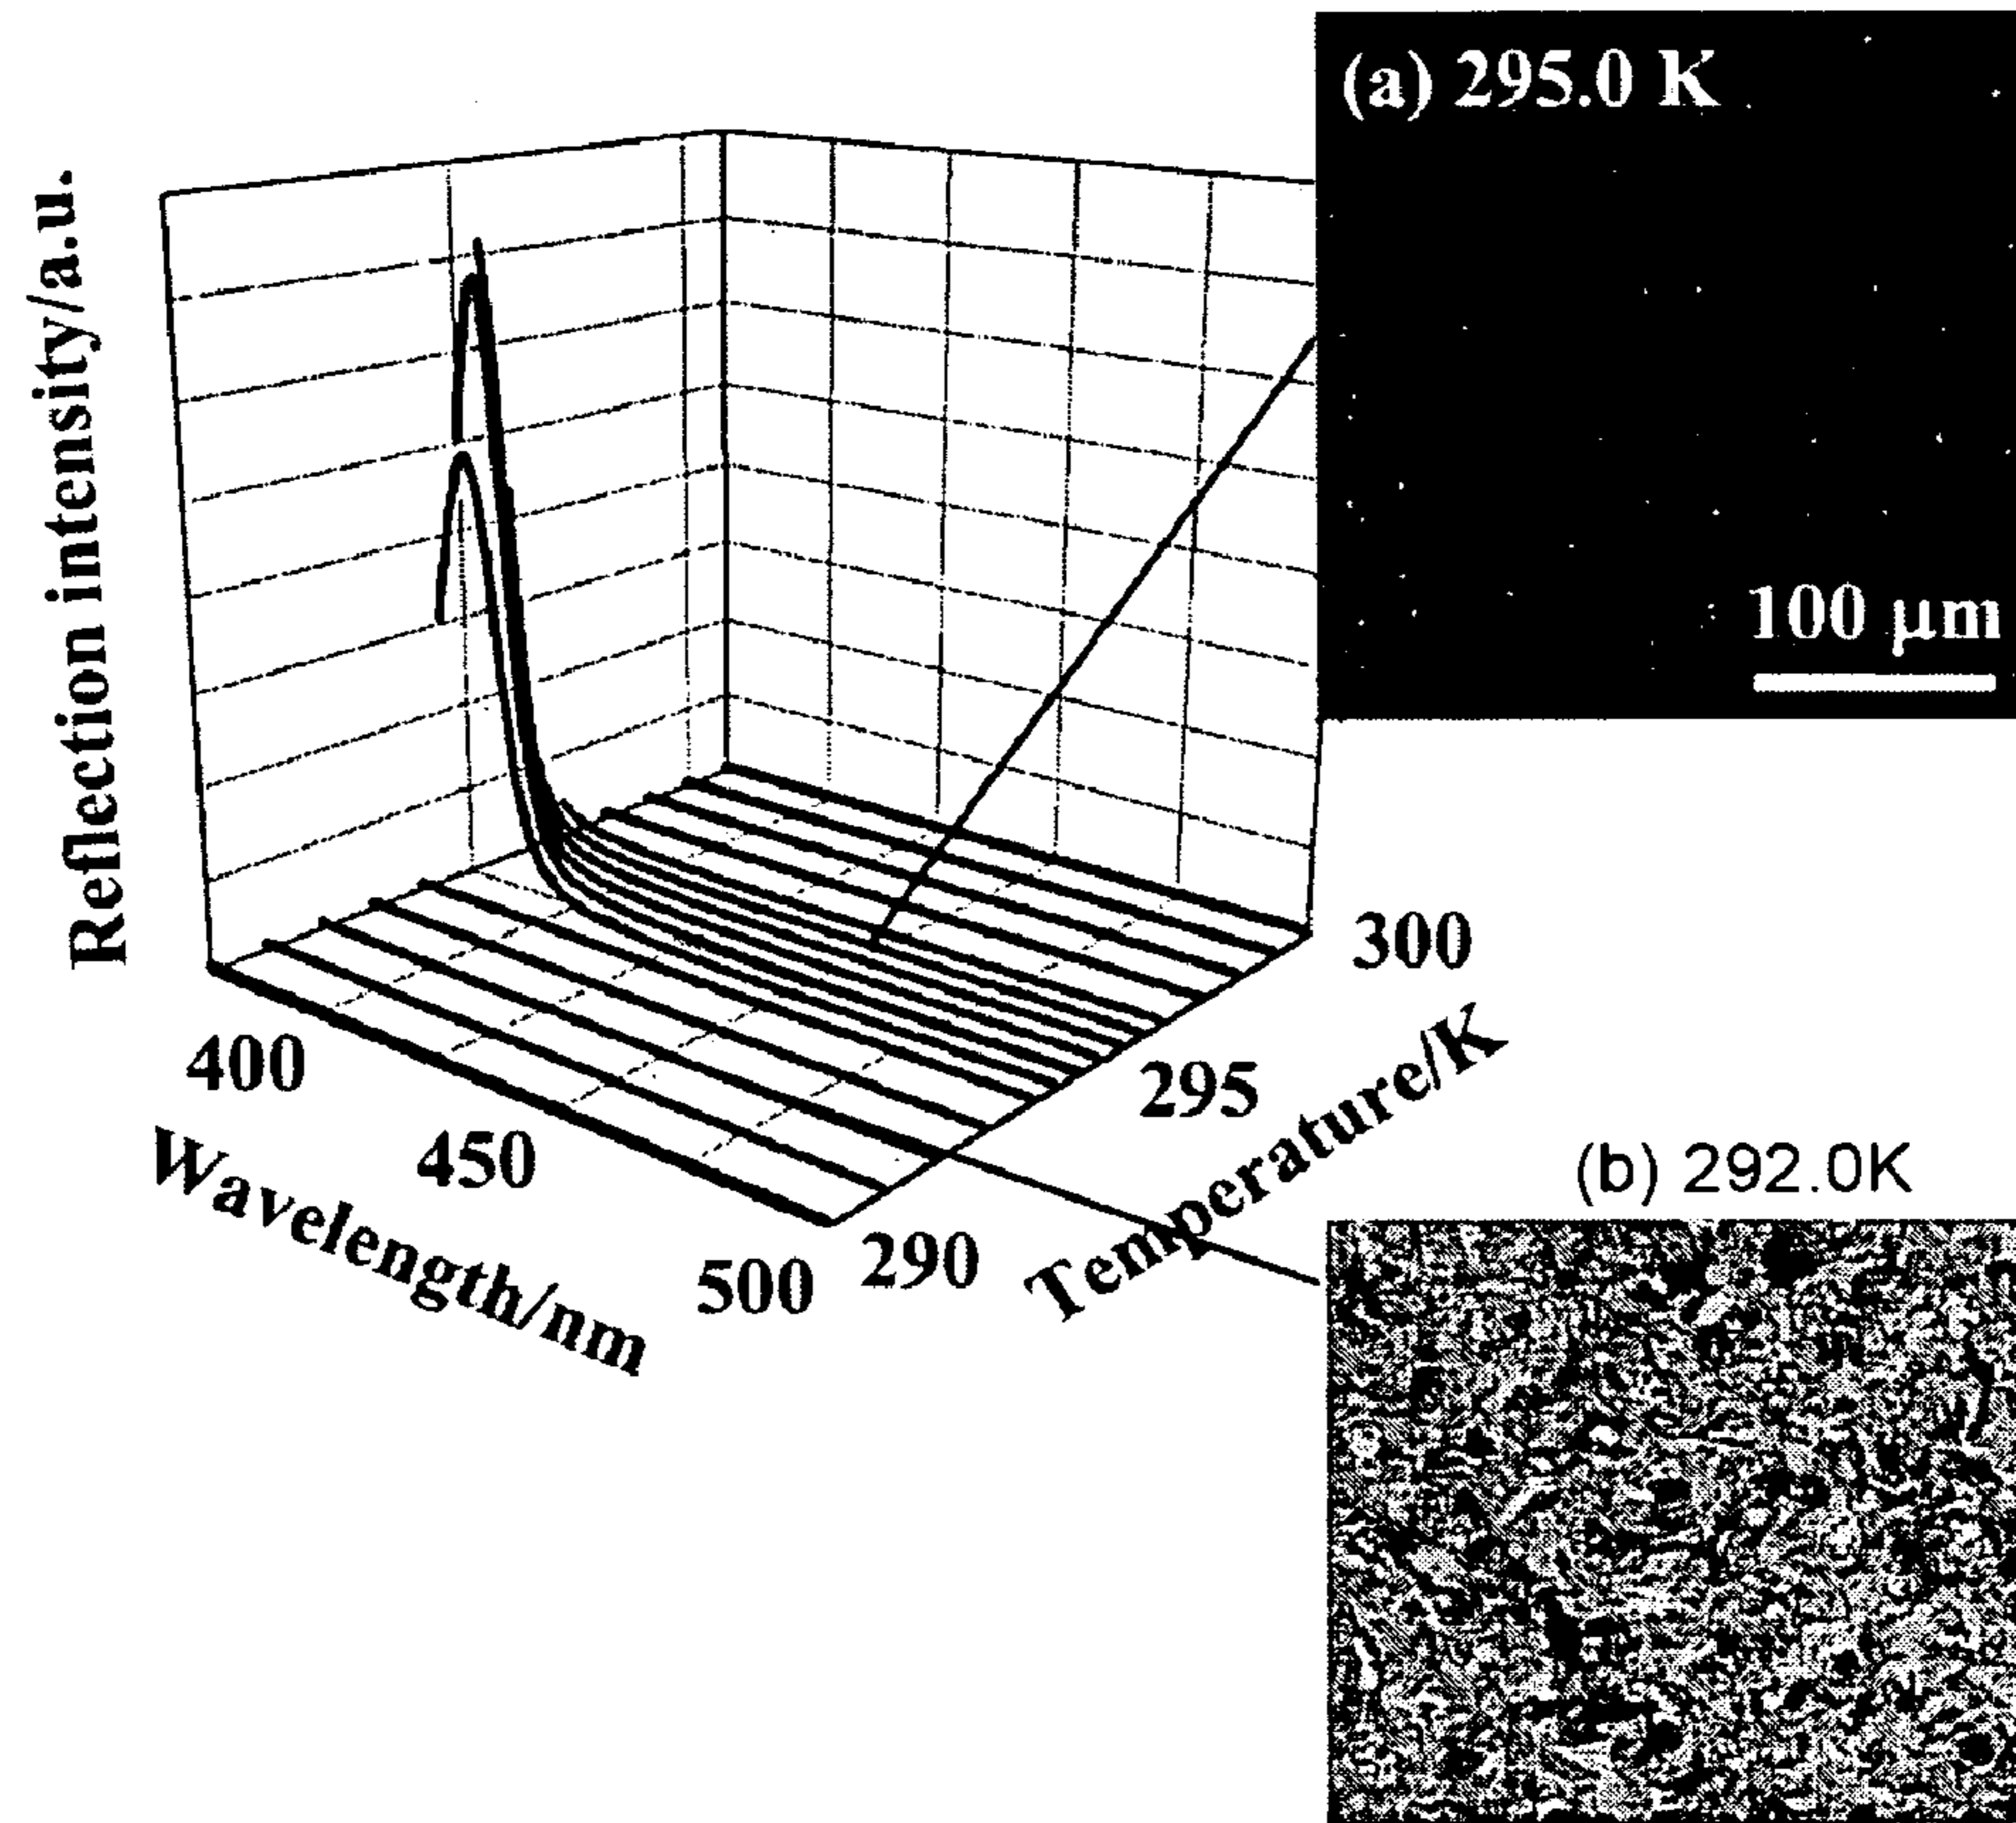 (a) 295.0 K
100 μm
Reflection intensity/a.u.
300
295
290
Temperature/K
400
450
500
Wavelength/nm
(b) 292.0K